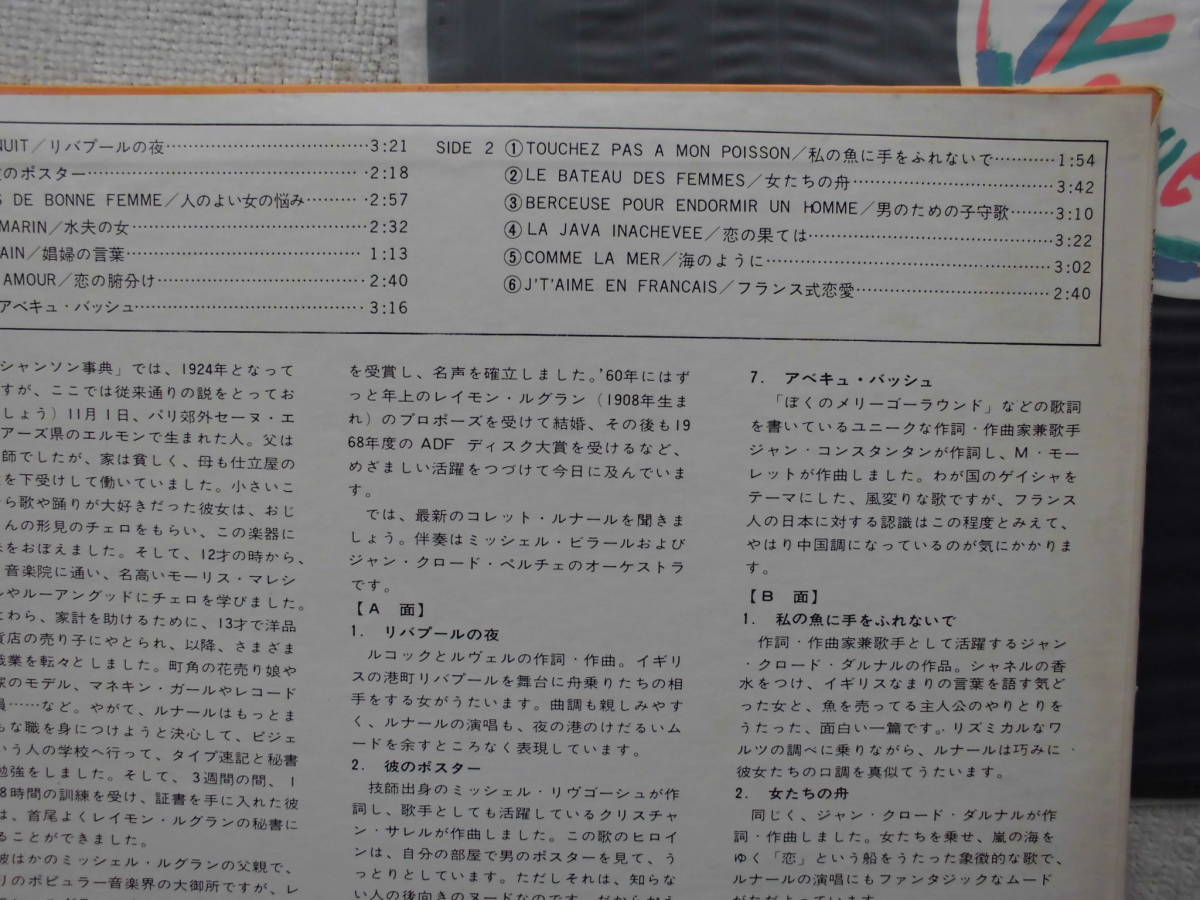 NUIT/リバプールの夜……………………3:21
のポスター……………………2:18
S DE BONNE FEMME/人のよい女の悩み………2:57
MARIN/水夫の女……………………2:32
AIN/娼婦の言葉……………………1:13
AMOUR/恋の腑分け……………………2:40
アベキュ・バッシュ……………………3:16
SIDE 2 ①TOUCHEZ PAS A MON POISSON/私の魚に手をふれないで…………1:54
②LE BATEAU DES FEMMES/女たちの舟……………………3:42
③BERCEUSE POUR ENDORMIR UN HOMME/男のための子守歌………3:10
④LA JAVA INACHEVEE/恋の果ては……………………3:22
⑤COMME LA MER/海のように……………………3:02
⑥J'T'AIME EN FRANCAIS/フランス式恋愛……………………2:40
シャンソン事典」では、1924年となって
すが、ここでは従来通りの説をとってお
しょう）11月1日、パリ郊外セーヌ・エ
アーズ県のエルモンで生まれた人。父は
師でしたが、家は貧しく、母も仕立屋の
を下受けして働いていました。小さいこ
ら歌や踊りが大好きだった彼女は、おじ
んの形見のチェロをもらい、この楽器に
をおぼえました。そして、12才の時から、
音楽院に通い、名高いモーリス・マレシ
ルやルーアングッドにチェロを学びました。
とわら、家計を助けるために、13才で洋品
店の売り子にやとられ、以降、さまざま
職業を転々としました。町角の花売り娘や
家のモデル、マネキン・ガールやレコード
員……など。やがて、ルナールはもっとま
もな職を身につけようと決心して、ピジェ
いう人の学校へ行って、タイプ速記と秘書
勉強をしました。そして、3週間の間、1
8時間の訓練を受け、証書を手に入れた彼
は、首尾よくレイモン・ルグランの秘書に
ることができました。
彼はかのミッシェル・ルグランの父親で、
りのポピュラー音楽界の大御所ですが、レ
を受賞し、名声を確立しました。'60年にはず
っと年上のレイモン・ルグラン（1908年生ま
れ）のプロポーズを受けて結婚、その後も19
68年度のADF ディスク大賞を受けるなど、
めざましい活躍をつづけて今日に及んでいま
す。
では、最新のコレット・ルナールを聞きま
しょう。伴奏はミッシェル・ビラールおよび
ジャン・クロード・ペルチェのオーケストラ
です。
【A 面】
1. リバプールの夜
ルコックとルヴェルの作詞・作曲。イギリ
スの港町リバプールを舞台に舟乗りたちの相
手をする女がうたいます。曲調も親しみやす
く、ルナールの演唱も、夜の港のけだるいム
ードを余すところなく表現しています。
2. 彼のポスター
技師出身のミッシェル・リヴゴーシュが作
詞し、歌手としても活躍しているクリスチャ
ン・サレルが作曲しました。この歌のヒロイ
ンは、自分の部屋で男のポスターを見て、う
っとりとしています。ただしそれは、知らな
い人の後向きのヌードなのです。だからかえ
7. アベキュ・バッシュ
「ぼくのメリーゴーラウンド」などの歌詞
を書いているユニークな作詞・作曲家兼歌手
ジャン・コンスタンタンが作詞し、M・モー
レットが作曲しました。わが国のゲイシャを
テーマにした、風変りな歌ですが、フランス
人の日本に対する認識はこの程度とみえて、
やはり中国調になっているのが気にかかりま
す。
【B 面】
1. 私の魚に手をふれないで
作詞・作曲家兼歌手として活躍するジャン
・クロード・ダルナルの作品。シャネルの香
水をつけ、イギリスなまりの言葉を語す気ど
った女と、魚を売ってる主人公のやりとりを
うたった、面白い一篇です。リズミカルなワ
ルツの調べに乗りながら、ルナールは巧みに
彼女たちの口調を真似てうたいます。
2. 女たちの舟
同じく、ジャン・クロード・ダルナルが作
詞・作曲しました。女たちを乗せ、嵐の海を
ゆく「恋」という船をうたった象徴的な歌で、
ルナールの演唱にもファンタジックなムード
がただよっています。